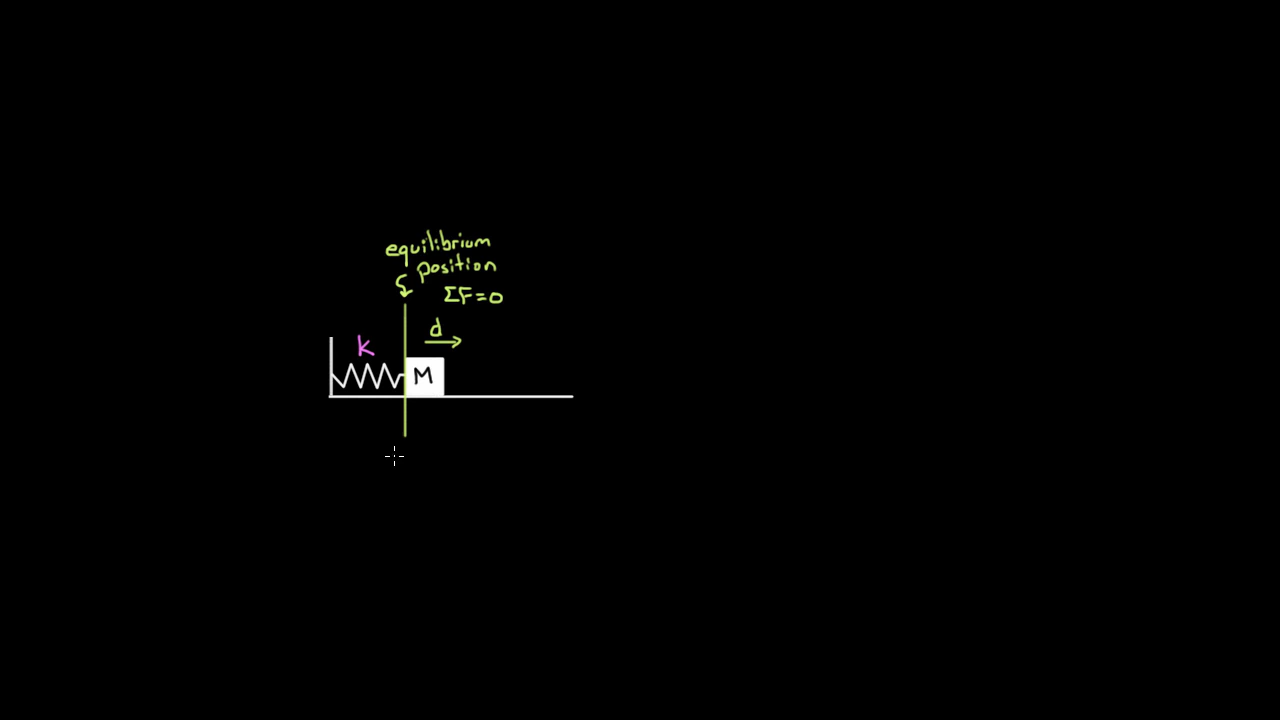 equilibrium
position
ΣF=0
d
K
M